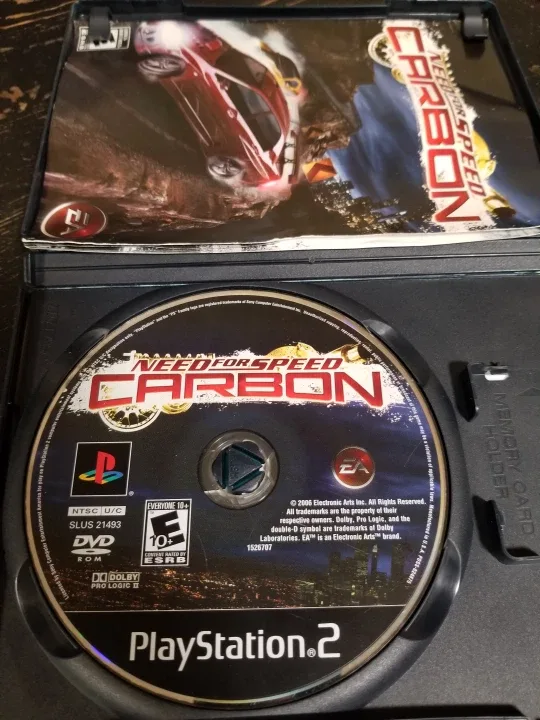 NEED FOR SPEED
CARBON
EA
NEED FOR SPEED
CARBON
NTSC U/C
SLUS 21493
DVD
ROM
DOLBY
PRO LOGIC II
EVERYONE 10+
E
10+
CONTENT RATED BY
ESRB
EA
© 2006 Electronic Arts Inc. All Rights Reserved.
All trademarks are the property of their
respective owners. Dolby, Pro Logic, and the
double-D symbol are trademarks of Dolby
Laboratories. EA™ is an Electronic Arts™ brand.
1526707
PlayStation®2
MEMORY CARD
HOLDER